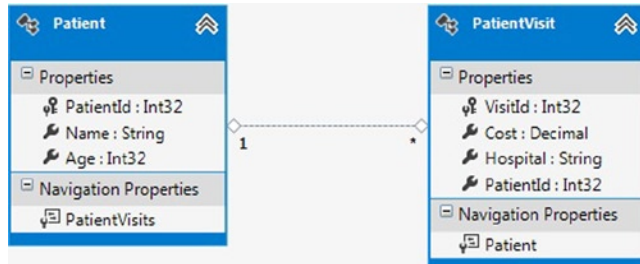 Patient
Properties
PatientId : Int32
Name : String
Age : Int32
Navigation Properties
PatientVisits
1
*
PatientVisit
Properties
VisitId : Int32
Cost : Decimal
Hospital : String
PatientId : Int32
Navigation Properties
Patient